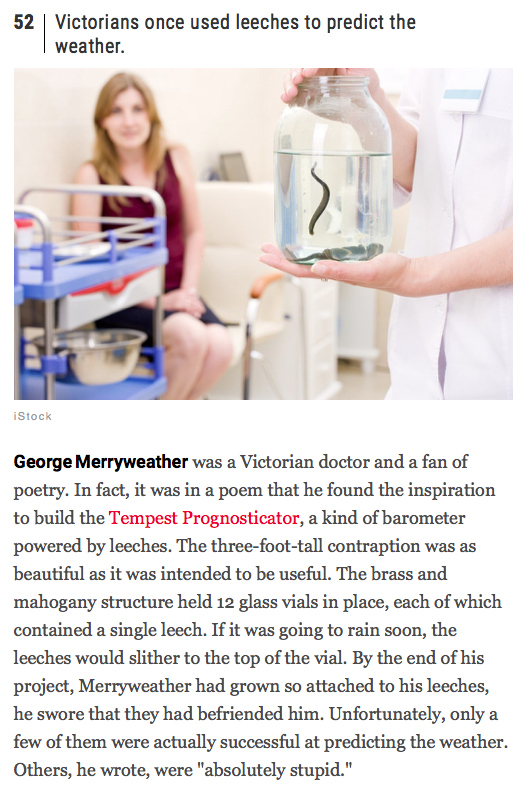 52 Victorians once used leeches to predict the
weather.
iStock
George Merryweather was a Victorian doctor and a fan of
poetry. In fact, it was in a poem that he found the inspiration
to build the Tempest Prognosticator, a kind of barometer
powered by leeches. The three-foot-tall contraption was as
beautiful as it was intended to be useful. The brass and
mahogany structure held 12 glass vials in place, each of which
contained a single leech. If it was going to rain soon, the
leeches would slither to the top of the vial. By the end of his
project, Merryweather had grown so attached to his leeches,
he swore that they had befriended him. Unfortunately, only a
few of them were actually successful at predicting the weather.
Others, he wrote, were "absolutely stupid."